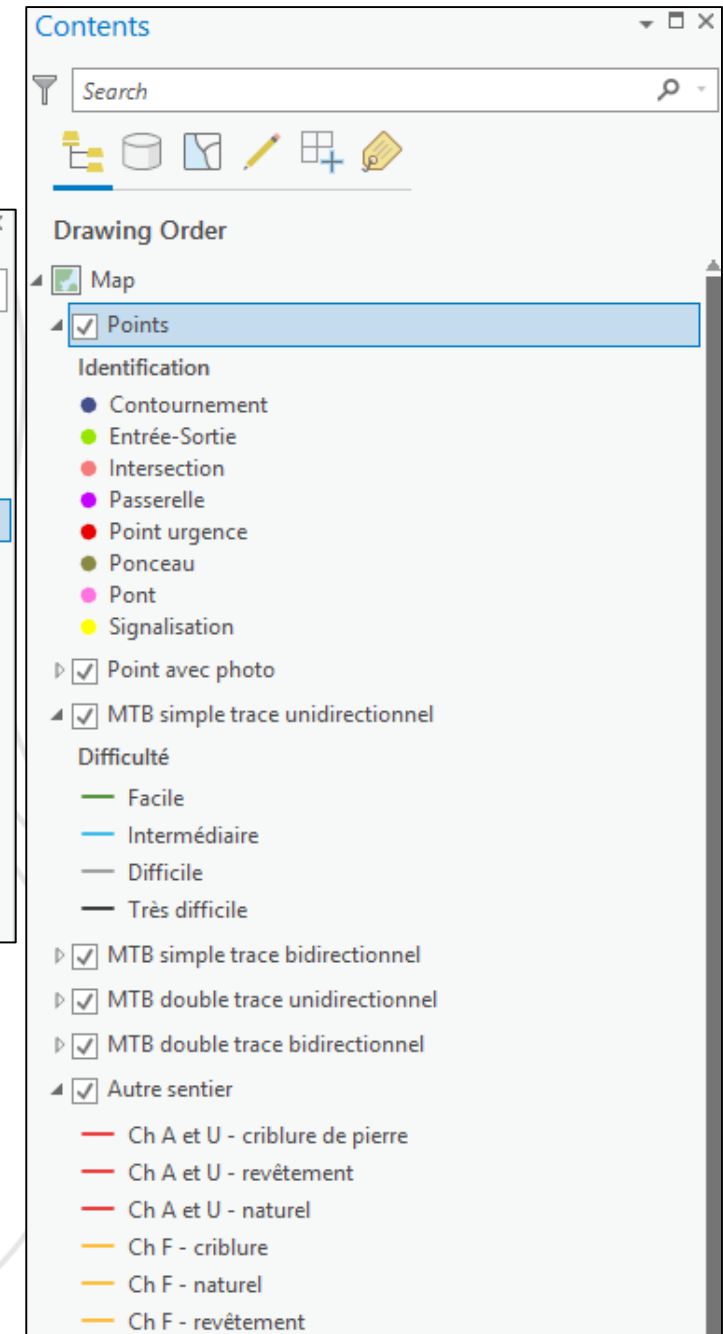 Contents
Search
Drawing Order
Map
Points
Identification
Contournement
Entrée-Sortie
Intersection
Passerelle
Point urgence
Ponceau
Pont
Signalisation
Point avec photo
MTB simple trace unidirectionnel
Difficulté
Facile
Intermédiaire
Difficile
Très difficile
MTB simple trace bidirectionnel
MTB double trace unidirectionnel
MTB double trace bidirectionnel
Autre sentier
Ch A et U - criblure de pierre
Ch A et U - revêtement
Ch A et U - naturel
Ch F - criblure
Ch F - naturel
Ch F - revêtement